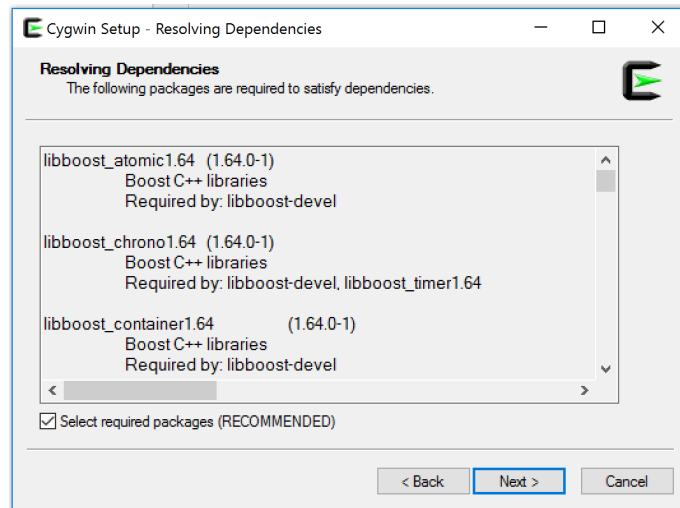 Cygwin Setup - Resolving Dependencies
Resolving Dependencies
The following packages are required to satisfy dependencies.
libboost_atomic1.64 (1.64.0-1)
Boost C++ libraries
Required by: libboost-devel
libboost_chrono1.64 (1.64.0-1)
Boost C++ libraries
Required by: libboost-devel, libboost_timer1.64
libboost_container1.64 (1.64.0-1)
Boost C++ libraries
Required by: libboost-devel
Select required packages (RECOMMENDED)
< Back Next > Cancel